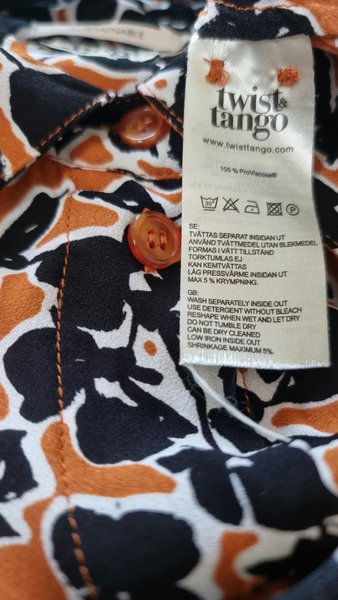 NABLE
twist&
tango
www.twisttango.com
100 % ProViscose®
SE:
TVÄTTAS SEPARAT INSIDAN UT
ANVÄND TVÄTTMEDEL UTAN BLEKMEDEL
FORMAS I VÅTT TILLSTÅND
TORKTUMLAS EJ
KAN KEMTVÄTTAS
LÅG PRESSVÄRME INSIDAN UT
MAX 5 % KRYMPNING.
GB:
WASH SEPARATELY INSIDE OUT
USE DETERGENT WITHOUT BLEACH
RESHAPE WHEN WET AND LET DRY
DO NOT TUMBLE DRY
CAN BE DRY CLEANED
LOW IRON INSIDE OUT
SHRINKAGE MAXIMUM 5%.